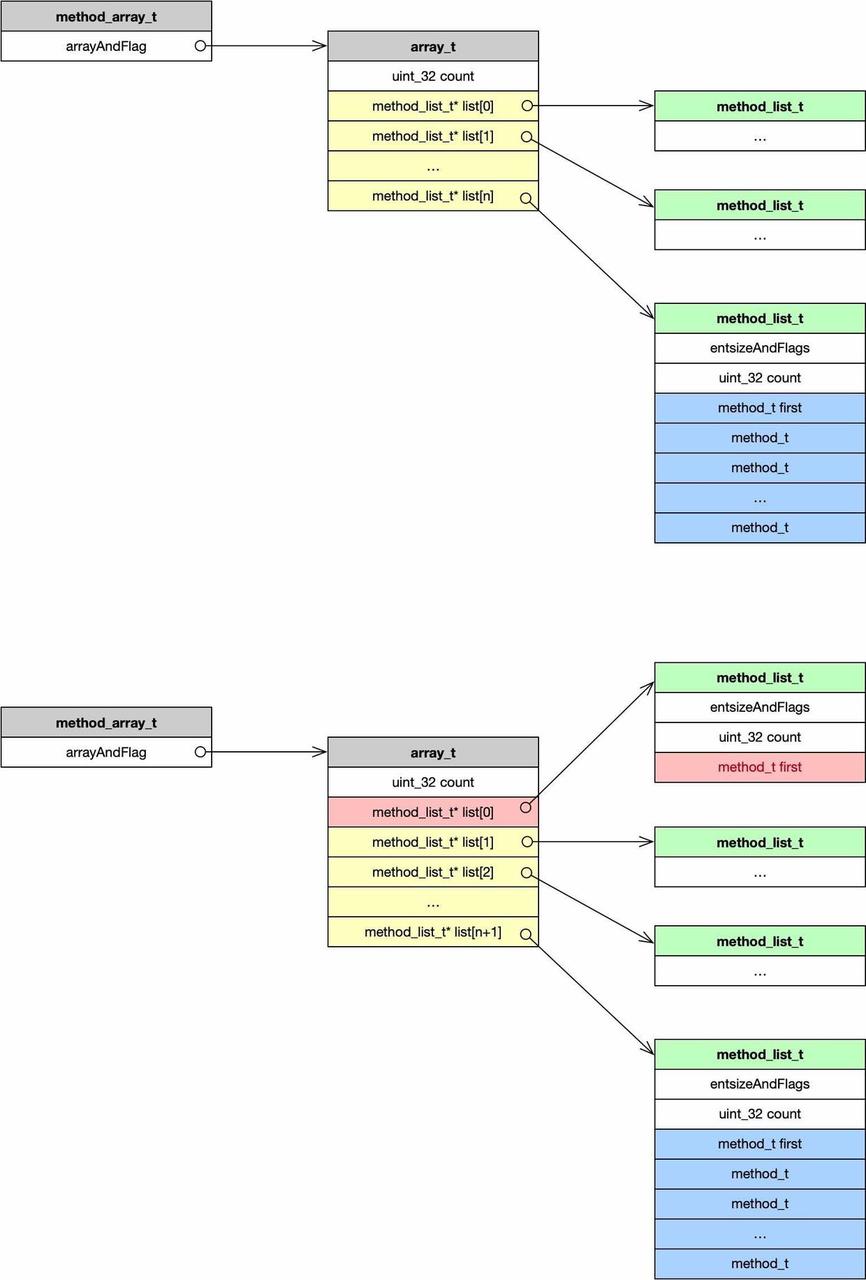 method_array_t
arrayAndFlag
array_t
uint_32 count
method_list_t* list[0]
method_list_t* list[1]
...
method_list_t* list[n]
method_list_t
...
method_list_t
...
method_list_t
entsizeAndFlags
uint_32 count
method_t first
method_t
method_t
...
method_t
method_array_t
arrayAndFlag
array_t
uint_32 count
method_list_t* list[0]
method_list_t* list[1]
method_list_t* list[2]
...
method_list_t* list[n+1]
method_list_t
entsizeAndFlags
uint_32 count
method_t first
method_list_t
...
method_list_t
...
method_list_t
entsizeAndFlags
uint_32 count
method_t first
method_t
method_t
...
method_t